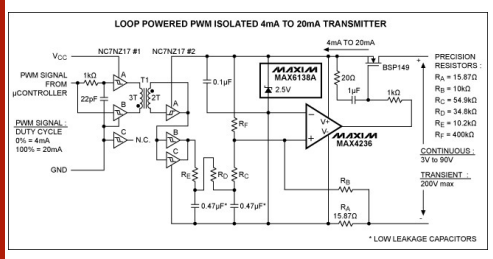 LOOP POWERED PWM ISOLATED 4mA TO 20mA TRANSMITTER
4mA TO 20mA
VCC
NC7NZ17 #1
NC7NZ17 #2
BSP149
PRECISION
RESISTORS :
RA = 15.87Ω
RB = 10kΩ
RC = 54.9kΩ
RD = 34.8kΩ
RE = 10.2kΩ
RF = 400kΩ
CONTINUOUS :
3V to 90V
TRANSIENT :
200V max
PWM SIGNAL
FROM
µCONTROLLER
1kΩ
22pF
A
B
C
N.C.
T1
3T
2T
A
B
C
0.1µF
MAXIM
MAX6138A
2.5V
20Ω
1µF
1kΩ
PWM SIGNAL :
DUTY CYCLE
0% = 4mA
100% = 20mA
GND
RF
V+
V-
MAXIM
MAX4236
RE
RD
RC
RB
RA
15.87Ω
0.47µF*
0.47µF*
+
-
* LOW LEAKAGE CAPACITORS